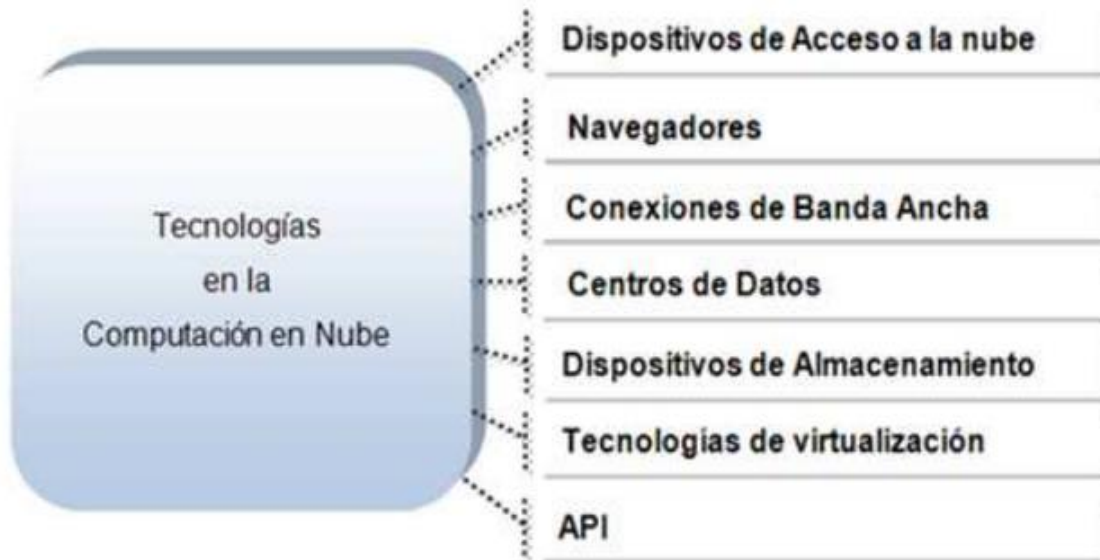 Tecnologías
en la
Computación en Nube
Dispositivos de Acceso a la nube
Navegadores
Conexiones de Banda Ancha
Centros de Datos
Dispositivos de Almacenamiento
Tecnologías de virtualización
API